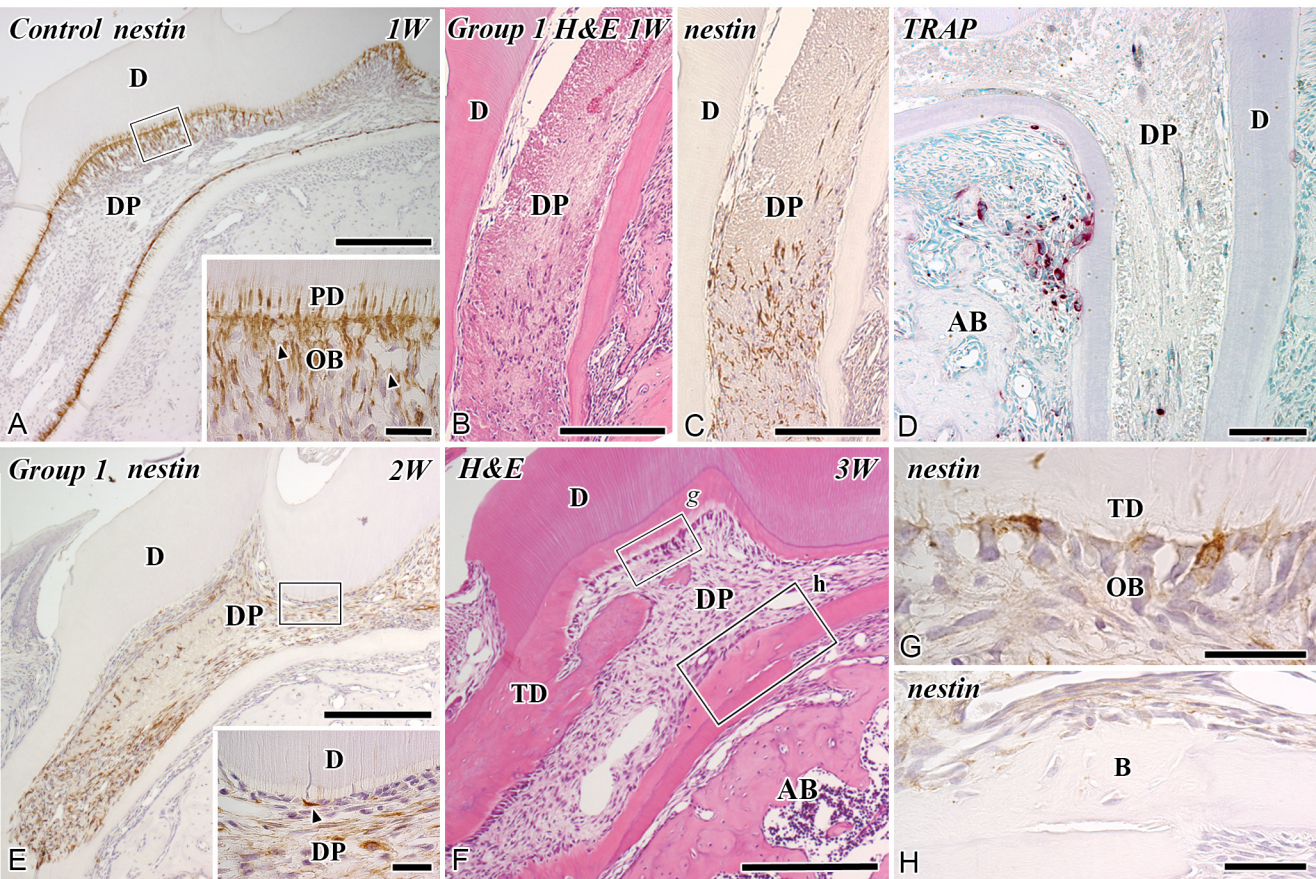 Control nestin 1W
D
DP
PD
OB
A
Group 1 H&E 1W
D
DP
B
nestin
D
DP
C
TRAP
DP
D
AB
D
Group 1 nestin 2W
D
DP
D
DP
E
H&E 3W
D
g
DP
h
TD
AB
F
nestin
TD
OB
G
nestin
B
H